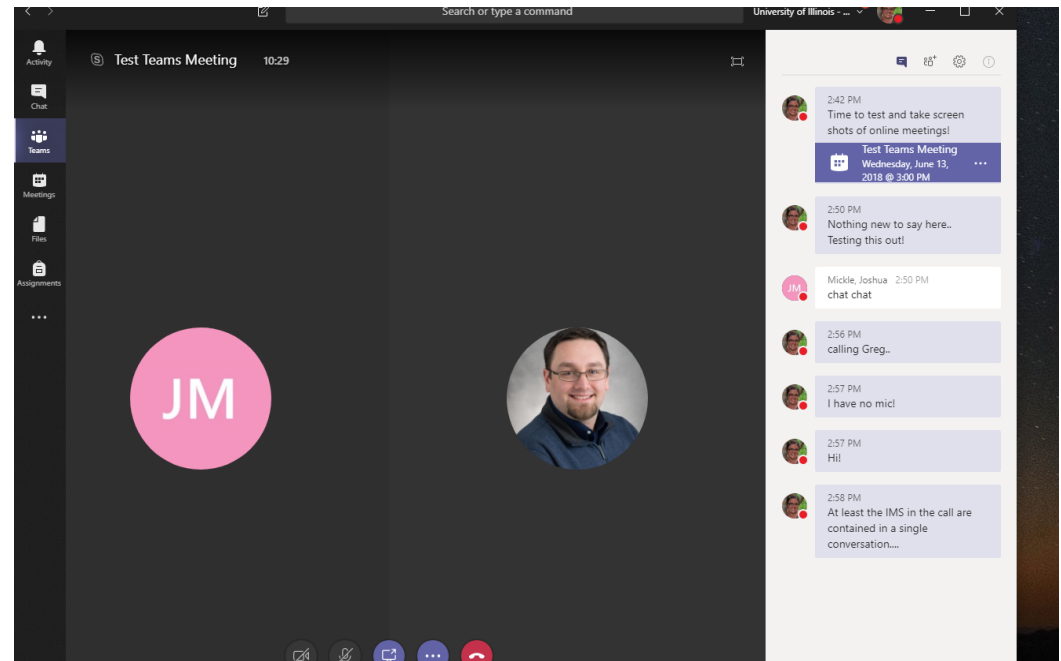 Search or type a command
University of Illinois - ...
Activity
Test Teams Meeting 10:29
Chat
Teams
Meetings
Files
Assignments
JM
2:42 PM
Time to test and take screen
shots of online meetings!
Test Teams Meeting
Wednesday, June 13,
2018 @ 3:00 PM
2:50 PM
Nothing new to say here..
Testing this out!
JM
Mickle, Joshua 2:50 PM
chat chat
2:56 PM
calling Greg..
2:57 PM
I have no mic!
2:57 PM
Hi!
2:58 PM
At least the IMS in the call are
contained in a single
conversation....